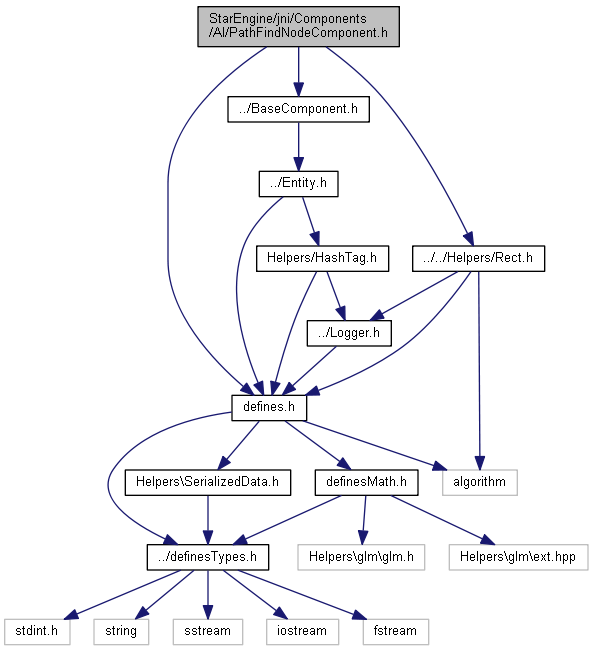 StarEngine/jni/Components
/AI/PathFindNodeComponent.h
../BaseComponent.h
../Entity.h
Helpers/HashTag.h
../../Helpers/Rect.h
../Logger.h
defines.h
Helpers\SerializedData.h
definesMath.h
algorithm
../definesTypes.h
Helpers\glm\glm.h
Helpers\glm\ext.hpp
stdint.h
string
sstream
iostream
fstream